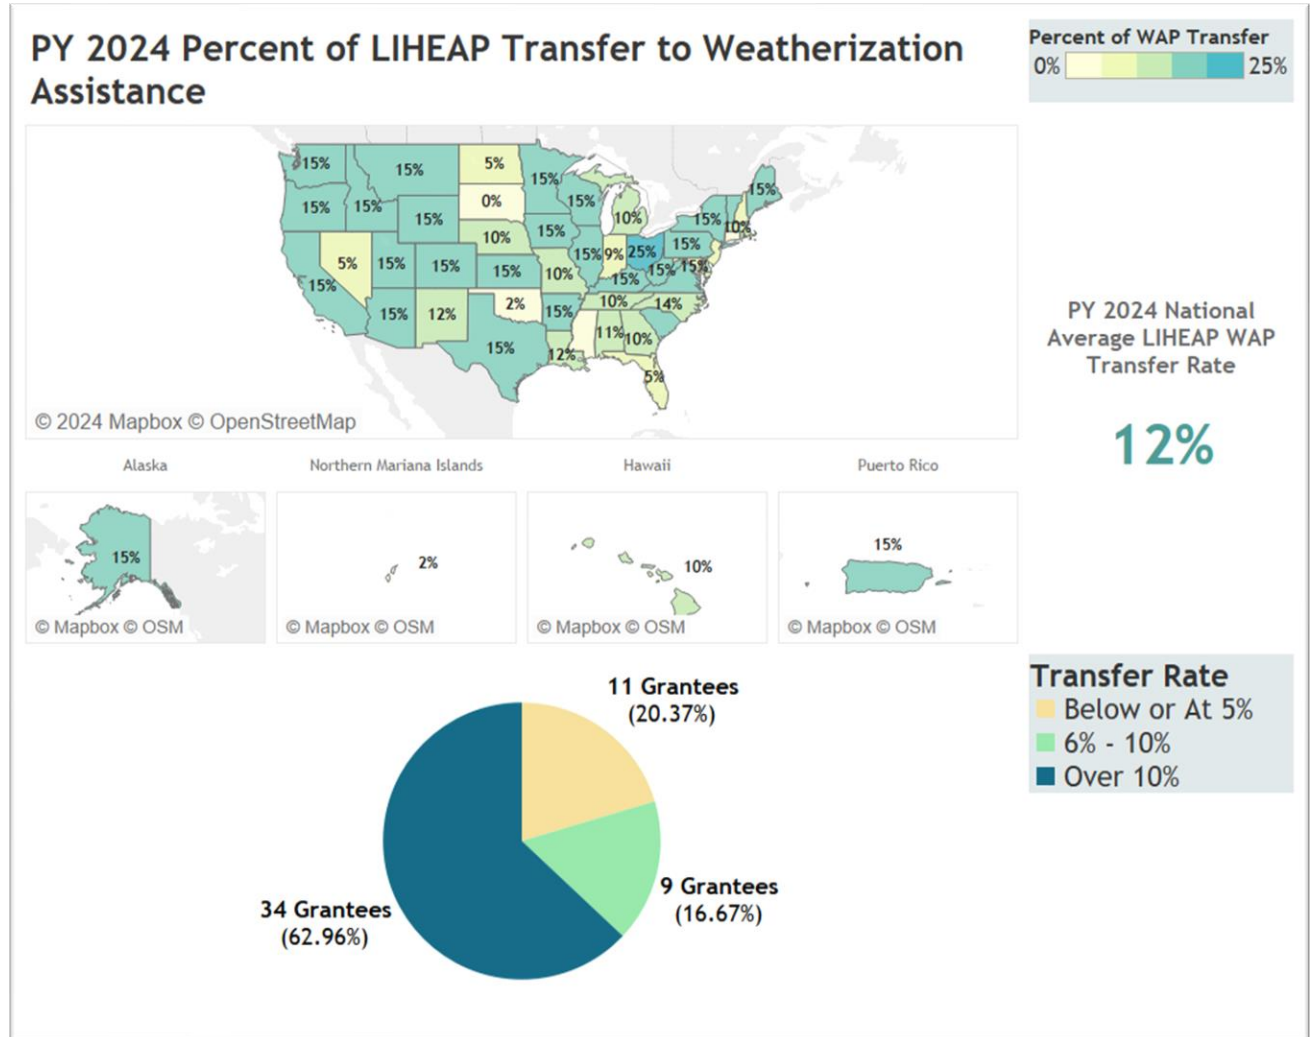 PY 2024 Percent of LIHEAP Transfer to Weatherization
Assistance
Percent of WAP Transfer
0% 25%
15%
15%
5%
15%
15%
15%
15%
0%
15%
15%
10%
15%
10%
15%
15%
10%
15%
5%
15%
15%
15%
10%
15%
9%
25%
15%
15%
15%
15%
15%
12%
2%
15%
10%
14%
15%
12%
11%
10%
5%
© 2024 Mapbox © OpenStreetMap
PY 2024 National
Average LIHEAP WAP
Transfer Rate
12%
Alaska
Northern Mariana Islands
Hawaii
Puerto Rico
15%
2%
10%
15%
© Mapbox © OSM
© Mapbox © OSM
© Mapbox © OSM
© Mapbox © OSM
Transfer Rate
Below or At 5%
6% - 10%
Over 10%
11 Grantees
(20.37%)
9 Grantees
(16.67%)
34 Grantees
(62.96%)